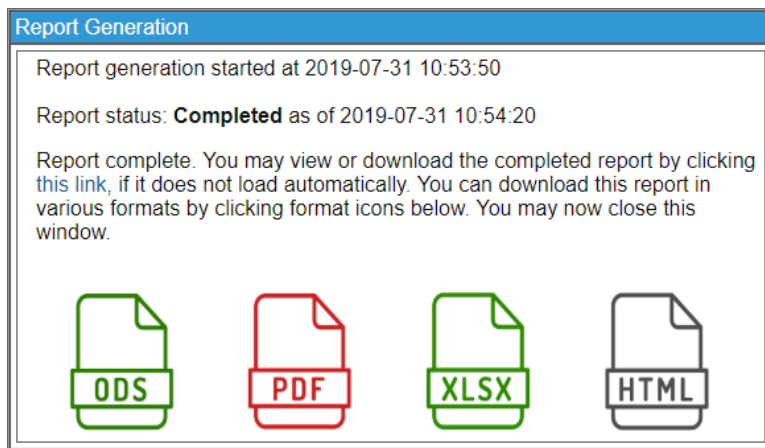 Report Generation
Report generation started at 2019-07-31 10:53:50
Report status: Completed as of 2019-07-31 10:54:20
Report complete. You may view or download the completed report by clicking
this link, if it does not load automatically. You can download this report in
various formats by clicking format icons below. You may now close this
window.
ODS PDF XLSX HTML